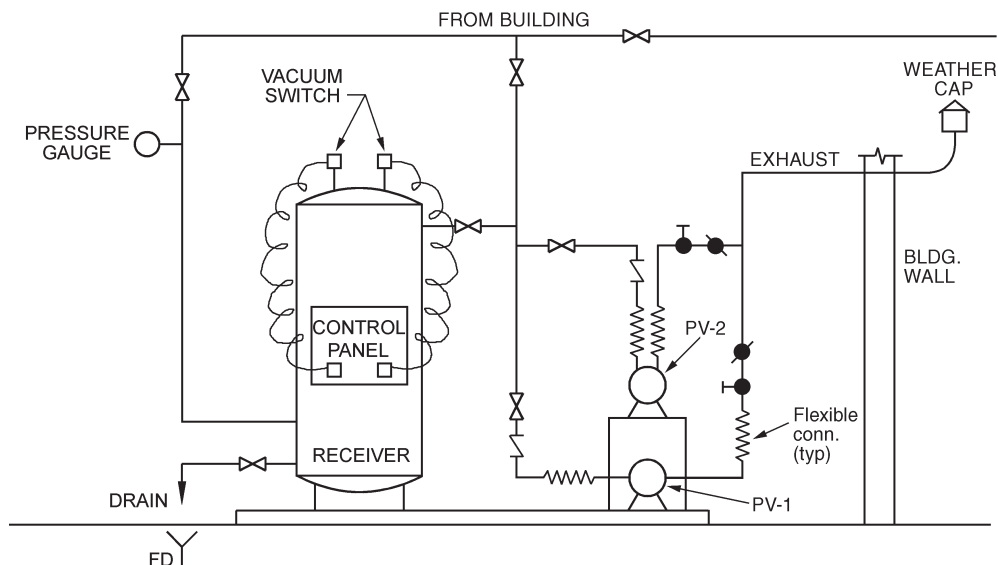 FROM BUILDING
WEATHER
CAP
VACUUM
SWITCH
PRESSURE
GAUGE
EXHAUST
BLDG.
WALL
CONTROL
PANEL
PV-2
Flexible
conn.
(typ)
RECEIVER
DRAIN
PV-1
FD